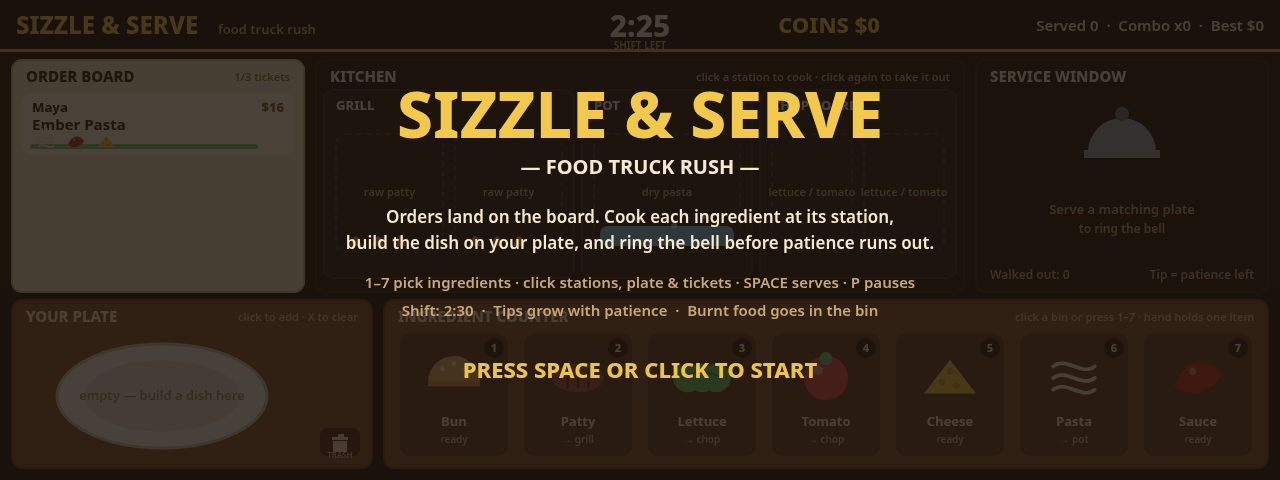 SIZZLE & SERVE
food truck rush
2:25
SHIFT LEFT
COINS $0
Served 0 · Combo x0 · Best $0
ORDER BOARD
1/3 tickets
Maya
$16
Ember Pasta
KITCHEN
click a station to cook · click again to take it out
GRILL
POT
raw patty
raw patty
dry pasta
lettuce / tomato
lettuce / tomato
SERVICE WINDOW
Serve a matching plate
to ring the bell
Walked out: 0
Tip = patience left
SIZZLE & SERVE
— FOOD TRUCK RUSH —
Orders land on the board. Cook each ingredient at its station,
build the dish on your plate, and ring the bell before patience runs out.
1–7 pick ingredients · click stations, plate & tickets · SPACE serves · P pauses
Shift: 2:30 · Tips grow with patience · Burnt food goes in the bin
PRESS SPACE OR CLICK TO START
YOUR PLATE
click to add · X to clear
empty — build a dish here
TRASH
INGREDIENT COUNTER
click a bin or press 1–7 · hand holds one item
1
Bun
ready
2
Patty
→ grill
3
Lettuce
→ chop
4
Tomato
→ chop
5
Cheese
ready
6
Pasta
→ pot
7
Sauce
ready